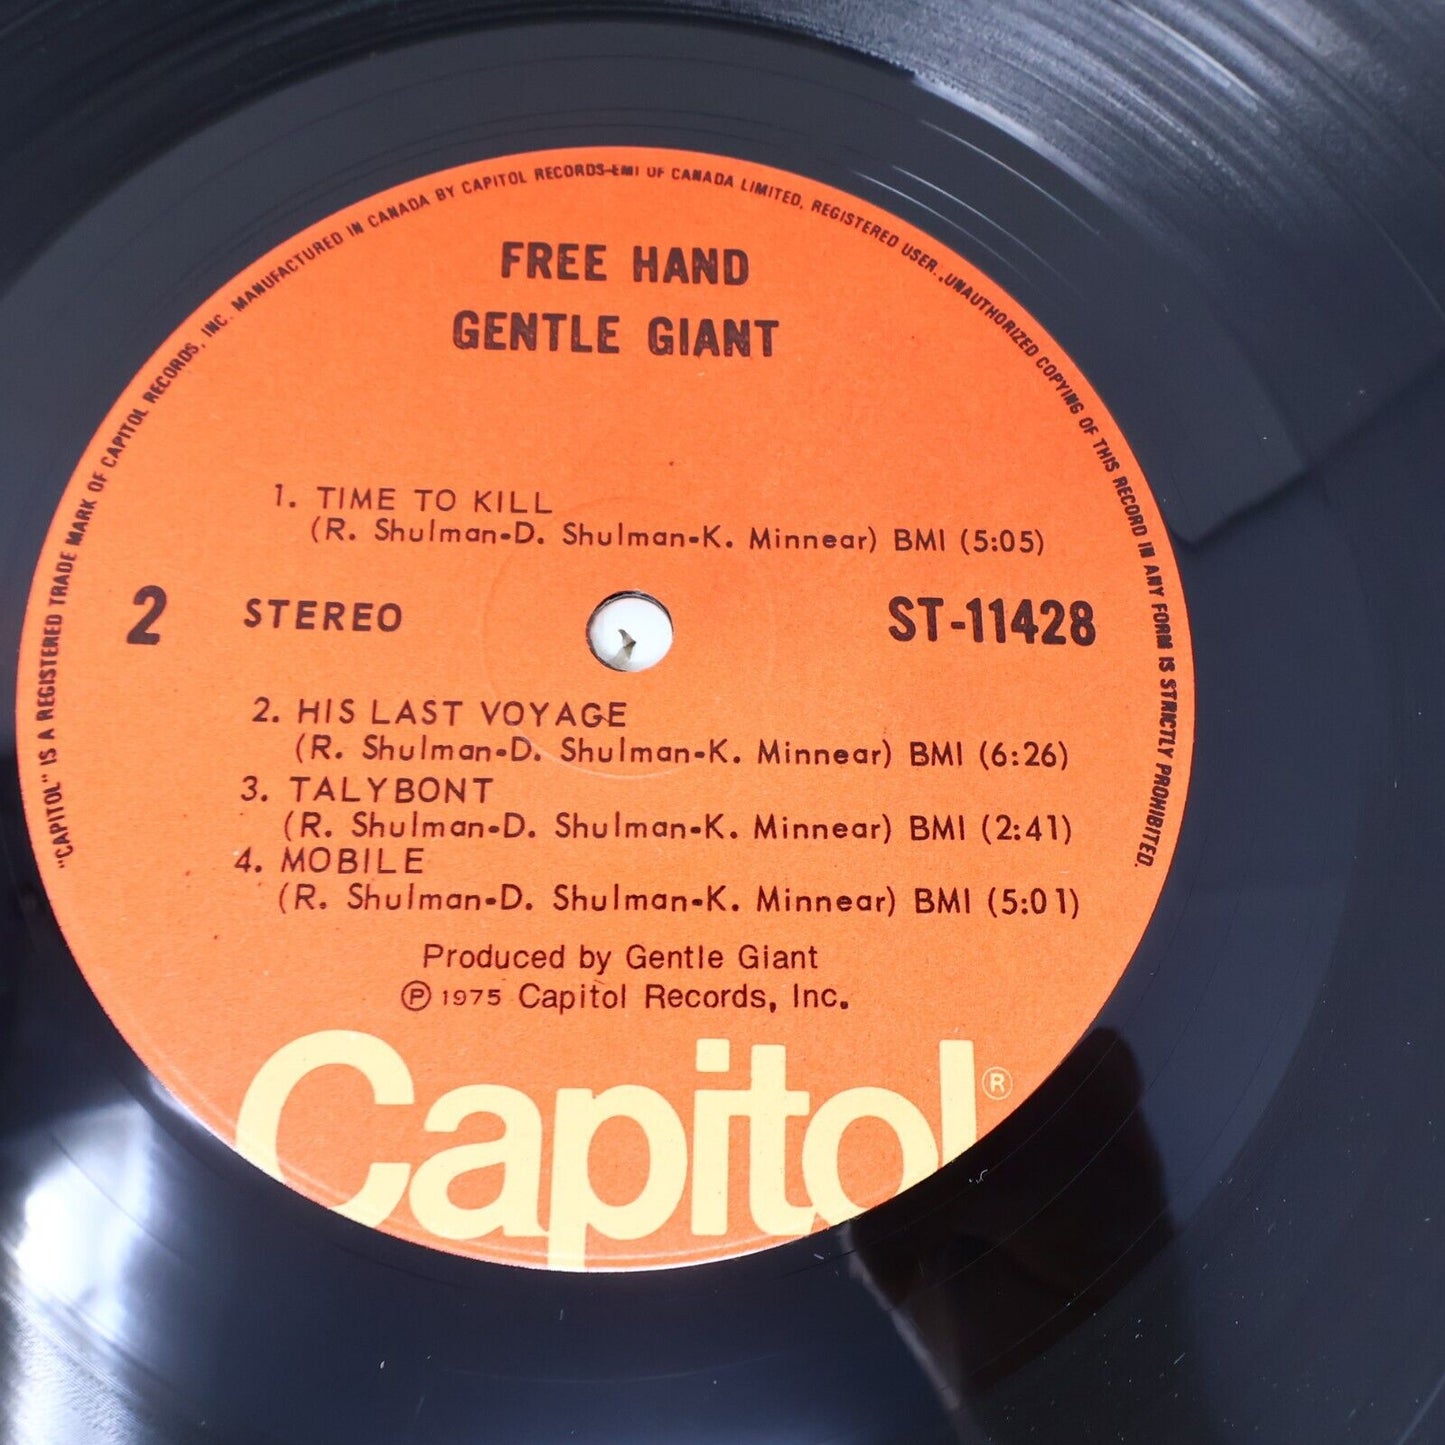 "CAPITOL" IS A REGISTERED TRADE MARK OF CAPITOL RECORDS, INC. MANUFACTURED IN CANADA BY CAPITOL RECORDS-EMI OF CANADA LIMITED, REGISTERED USER. UNAUTHORIZED COPYING OF THIS RECORD IN ANY FORM IS STRICTLY PROHIBITED.
FREE HAND
GENTLE GIANT
1. TIME TO KILL
(R. Shulman-D. Shulman-K. Minnear) BMI (5:05)
2 STEREO ST-11428
2. HIS LAST VOYAGE
(R. Shulman-D. Shulman-K. Minnear) BMI (6:26)
3. TALYBONT
(R. Shulman-D. Shulman-K. Minnear) BMI (2:41)
4. MOBILE
(R. Shulman-D. Shulman-K. Minnear) BMI (5:01)
Produced by Gentle Giant
℗ 1975 Capitol Records, Inc.
Capitol®